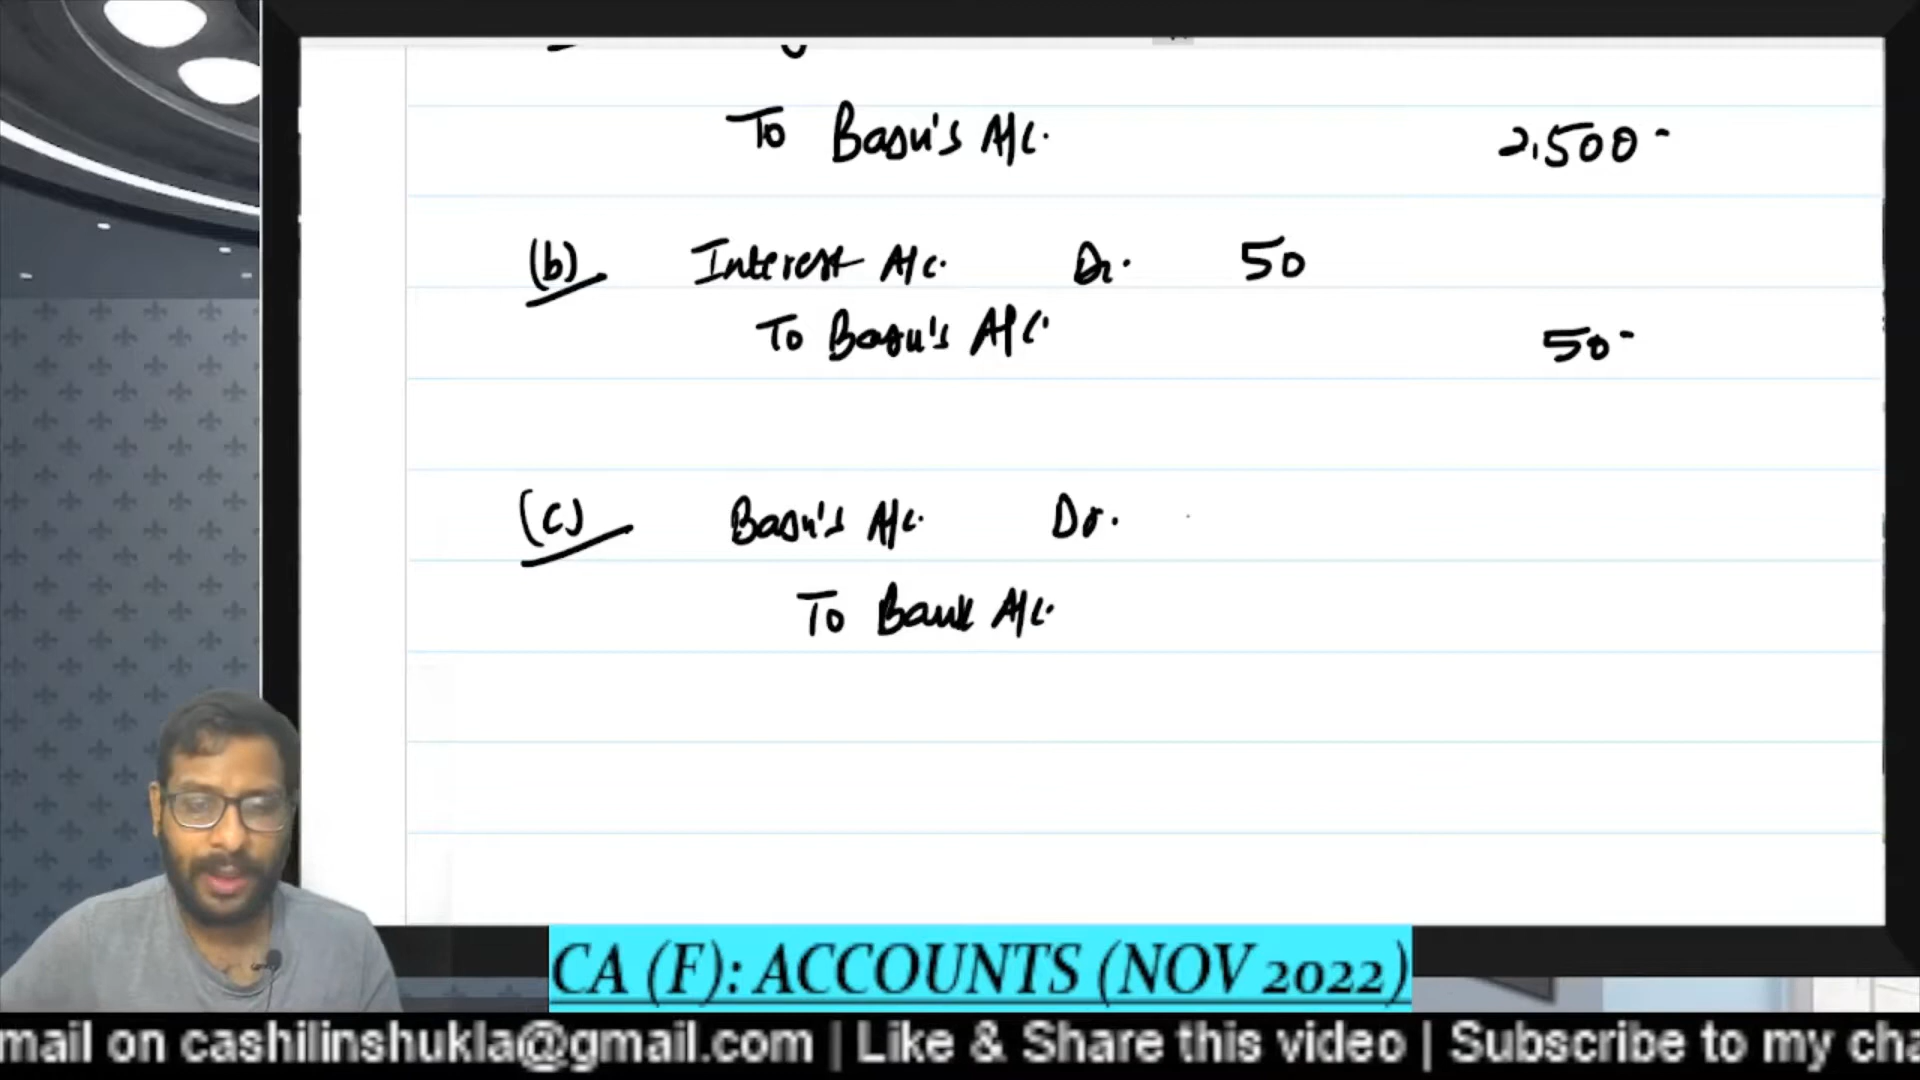 To Basu's A/c. 2,500-
(b) Interest A/c. Dr. 50
To Basu's A/c. 50-
(c) Basu's A/c. Dr.
To Bank A/c.
CA (F): ACCOUNTS (NOV 2022)
mail on cashilinshukla@gmail.com | Like & Share this video | Subscribe to my cha